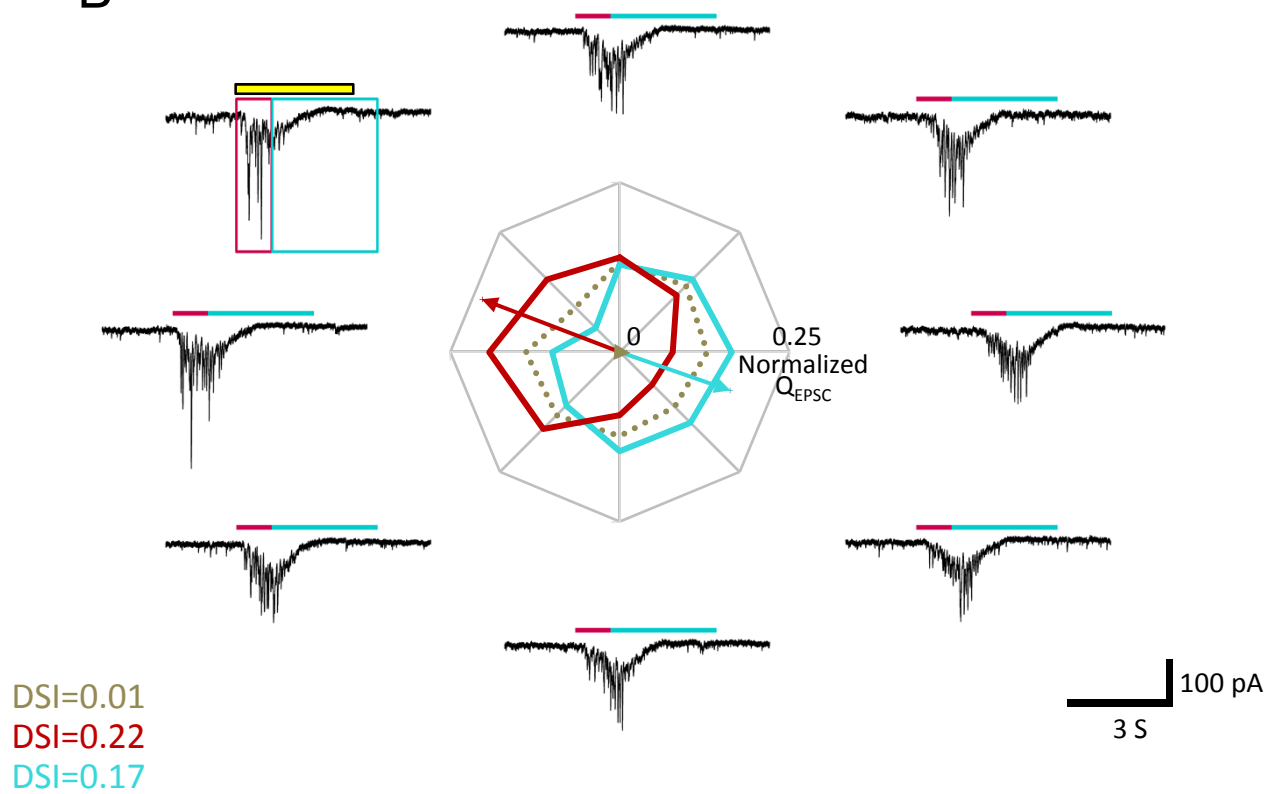 0
0.25
Normalized
QEPSC
DSI=0.01
DSI=0.22
DSI=0.17
100 pA
3 S